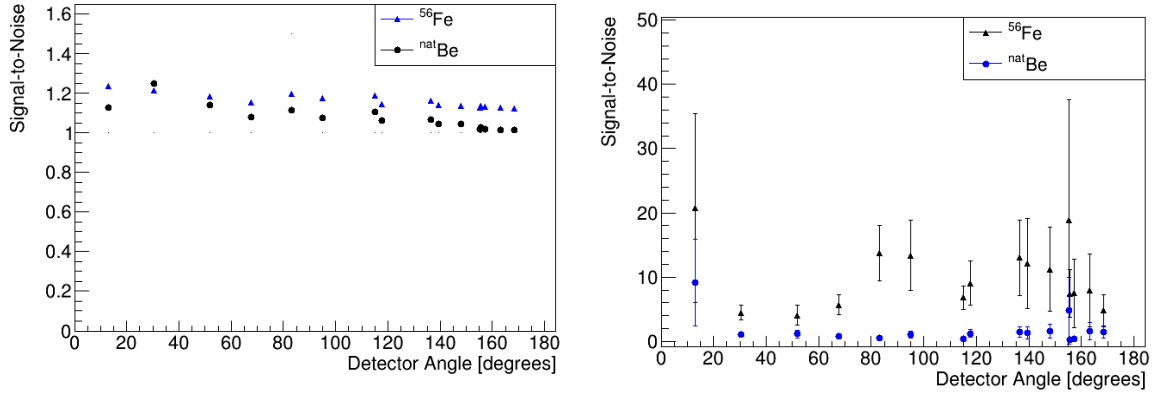 Signal-to-Noise
1.6
1.4
1.2
1
0.8
0.6
0.4
0.2
0
0 20 40 60 80 100 120 140 160 180
Detector Angle [degrees]
56Fe
natBe
Signal-to-Noise
50
40
30
20
10
0
0 20 40 60 80 100 120 140 160 180
Detector Angle [degrees]
56Fe
natBe